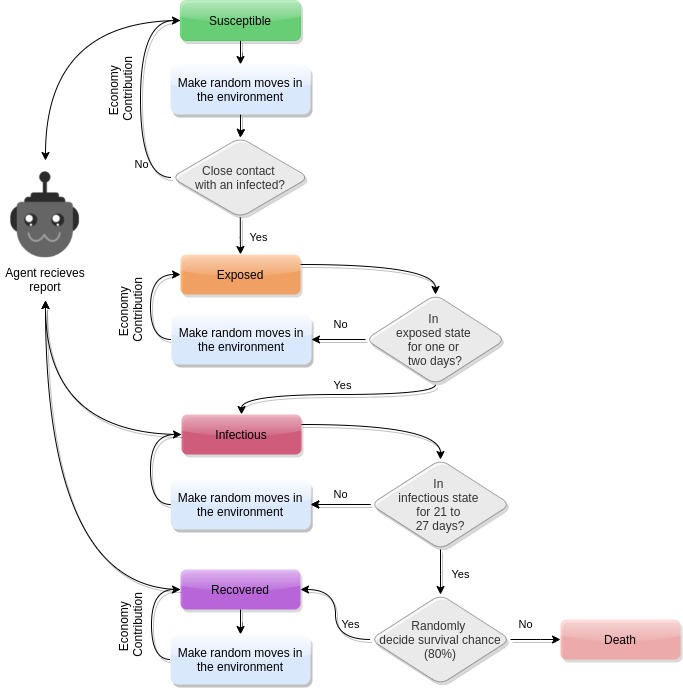 Susceptible
Economy
Contribution
Make random moves in
the environment
No
Close contact
with an infected?
Yes
Agent recieves
report
Exposed
Economy
Contribution
Make random moves in
the environment
No
In
exposed state
for one or
two days?
Yes
Infectious
Make random moves in
the environment
No
In
infectious state
for 21 to
27 days?
Yes
Recovered
Economy
Contribution
Make random moves in
the environment
Yes
Randomly
decide survival chance
(80%)
No
Death